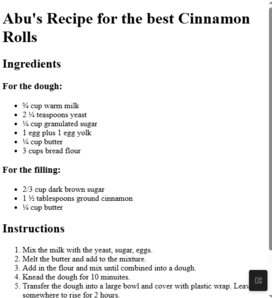 Abu's Recipe for the best Cinnamon
Rolls
Ingredients
For the dough:
¾ cup warm milk
2 ¼ teaspoons yeast
¼ cup granulated sugar
1 egg plus 1 egg yolk
¼ cup butter
3 cups bread flour
For the filling:
2/3 cup dark brown sugar
1 ½ tablespoons ground cinnamon
¼ cup butter
Instructions
1. Mix the milk with the yeast, sugar, eggs.
2. Melt the butter and add to the mixture.
3. Add in the flour and mix until combined into a dough.
4. Knead the dough for 10 minuites.
5. Transfer the dough into a large bowl and cover with plastic wrap. Leav
somewhere to rise for 2 hours.